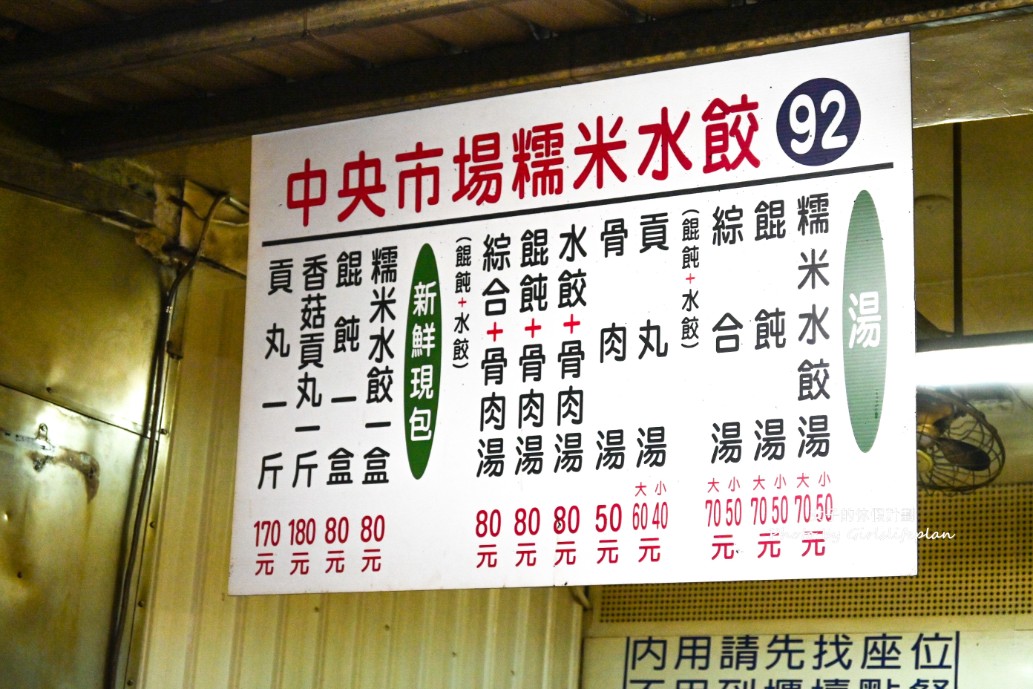 中央市場糯米水餃 92
湯
糯米水餃湯 大70 小50元
餛飩湯 大70 小50元
綜合湯 大70 小50元
(餛飩+水餃)
貢丸湯 大60 小40元
骨肉湯 50元
水餃+骨肉湯 80元
餛飩+骨肉湯 80元
綜合+骨肉湯 80元
(餛飩+水餃)
新鮮現包
糯米水餃一盒 80元
餛飩一盒 80元
香菇貢丸一斤 180元
貢丸一斤 170元
內用請先找座位